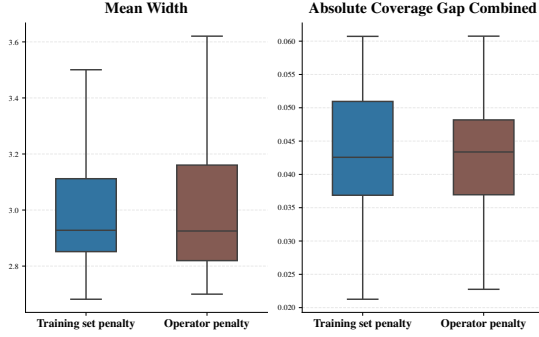 Mean Width
3.6
3.4
3.2
3.0
2.8
Training set penalty
Operator penalty
Absolute Coverage Gap Combined
0.060
0.055
0.050
0.045
0.040
0.035
0.030
0.025
0.020
Training set penalty
Operator penalty